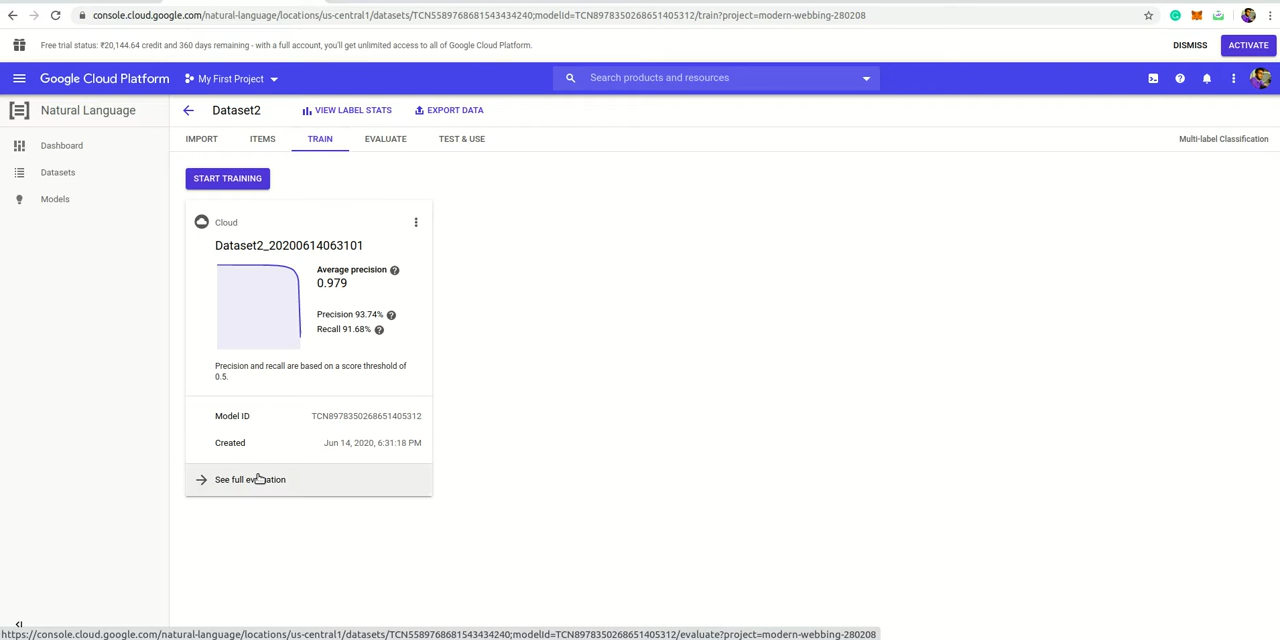 console.cloud.google.com/natural-language/locations/us-central1/datasets/TCN5589768681543434240;modelId=TCN8978350268651405312/train?project=modern-webbing-280208
Free trial status: ₹20,144.64 credit and 360 days remaining - with a full account, you'll get unlimited access to all of Google Cloud Platform.
DISMISS
ACTIVATE
Google Cloud Platform
My First Project
Search products and resources
Natural Language
Dataset2
VIEW LABEL STATS
EXPORT DATA
Dashboard
Datasets
Models
IMPORT
ITEMS
TRAIN
EVALUATE
TEST & USE
Multi-label Classification
START TRAINING
Cloud
Dataset2_20200614063101
Average precision
0.979
Precision 93.74%
Recall 91.68%
Precision and recall are based on a score threshold of
0.5.
Model ID
TCN8978350268651405312
Created
Jun 14, 2020, 6:31:18 PM
See full evaluation
https://console.cloud.google.com/natural-language/locations/us-central1/datasets/TCN5589768681543434240;modelId=TCN8978350268651405312/evaluate?project=modern-webbing-280208